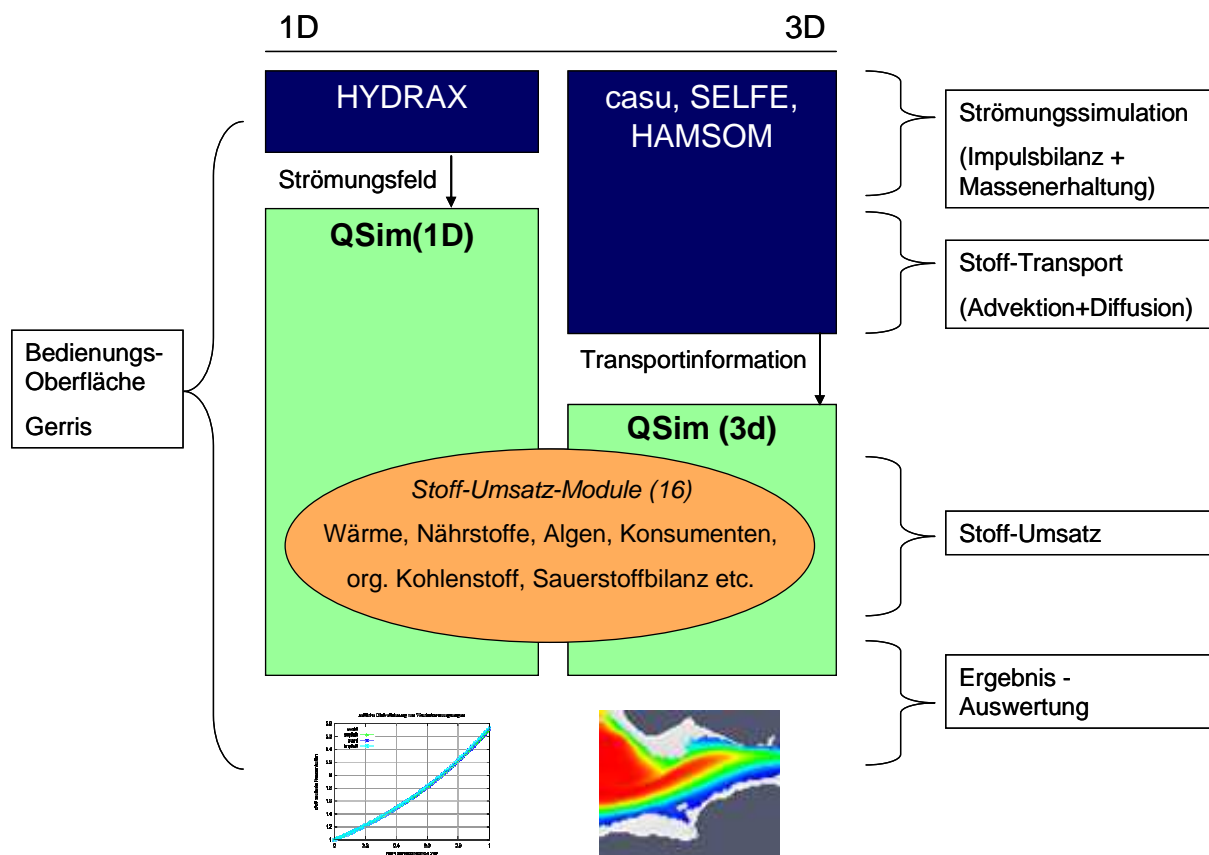 1D
3D
HYDRAX
casu, SELFE,
HAMSOM
Strömungssimulation
(Impulsbilanz +
Massenerhaltung)
Strömungsfeld
QSim(1D)
Stoff-Transport
(Advektion+Diffusion)
Bedienungs-
Oberfläche
Gerris
Transportinformation
QSim (3d)
Stoff-Umsatz-Module (16)
Wärme, Nährstoffe, Algen, Konsumenten,
org. Kohlenstoff, Sauerstoffbilanz etc.
Stoff-Umsatz
Ergebnis -
Auswertung